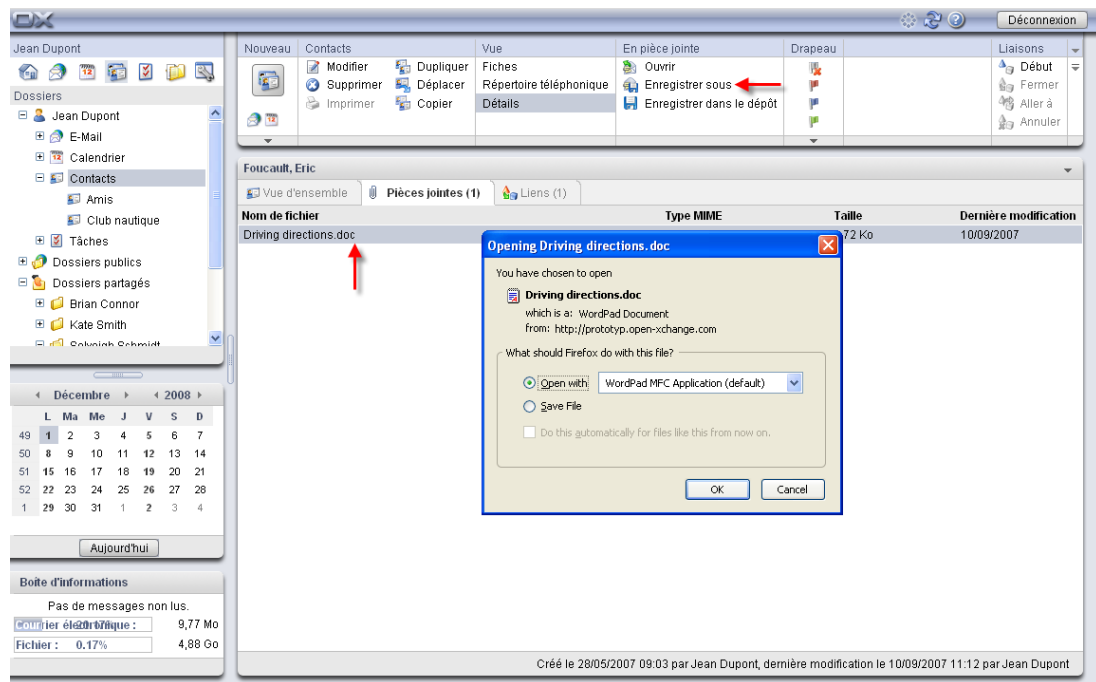 OX
Déconnexion
Jean Dupont
Dossiers
Jean Dupont
E-Mail
Calendrier
Contacts
Amis
Club nautique
Tâches
Dossiers publics
Dossiers partagés
Brian Connor
Kate Smith
Nouveau
Contacts
Modifier
Dupliquer
Supprimer
Déplacer
Imprimer
Copier
Vue
Fiches
Répertoire téléphonique
Détails
En pièce jointe
Ouvrir
Enregistrer sous
Enregistrer dans le dépôt
Drapeau
Liaisons
Début
Fermer
Aller à
Annuler
Foucault, Eric
Vue d'ensemble
Pièces jointes (1)
Liens (1)
Nom de fichier Type MIME Taille Dernière modification
Driving directions.doc 72 Ko 10/09/2007
Opening Driving directions.doc
You have chosen to open
Driving directions.doc
which is a: WordPad Document
from: http://prototyp.open-xchange.com
What should Firefox do with this file?
Open with WordPad MFC Application (default)
Save File
Do this automatically for files like this from now on.
OK Cancel
Décembre 2008
L Ma Me J V S D
49 1 2 3 4 5 6 7
50 8 9 10 11 12 13 14
51 15 16 17 18 19 20 21
52 22 23 24 25 26 27 28
1 29 30 31 1 2 3 4
Aujourd'hui
Boîte d'informations
Pas de messages non lus.
Courrier électronique : 9,77 Mo
Fichier : 0.17% 4,88 Go
Créé le 28/05/2007 09:03 par Jean Dupont, dernière modification le 10/09/2007 11:12 par Jean Dupont